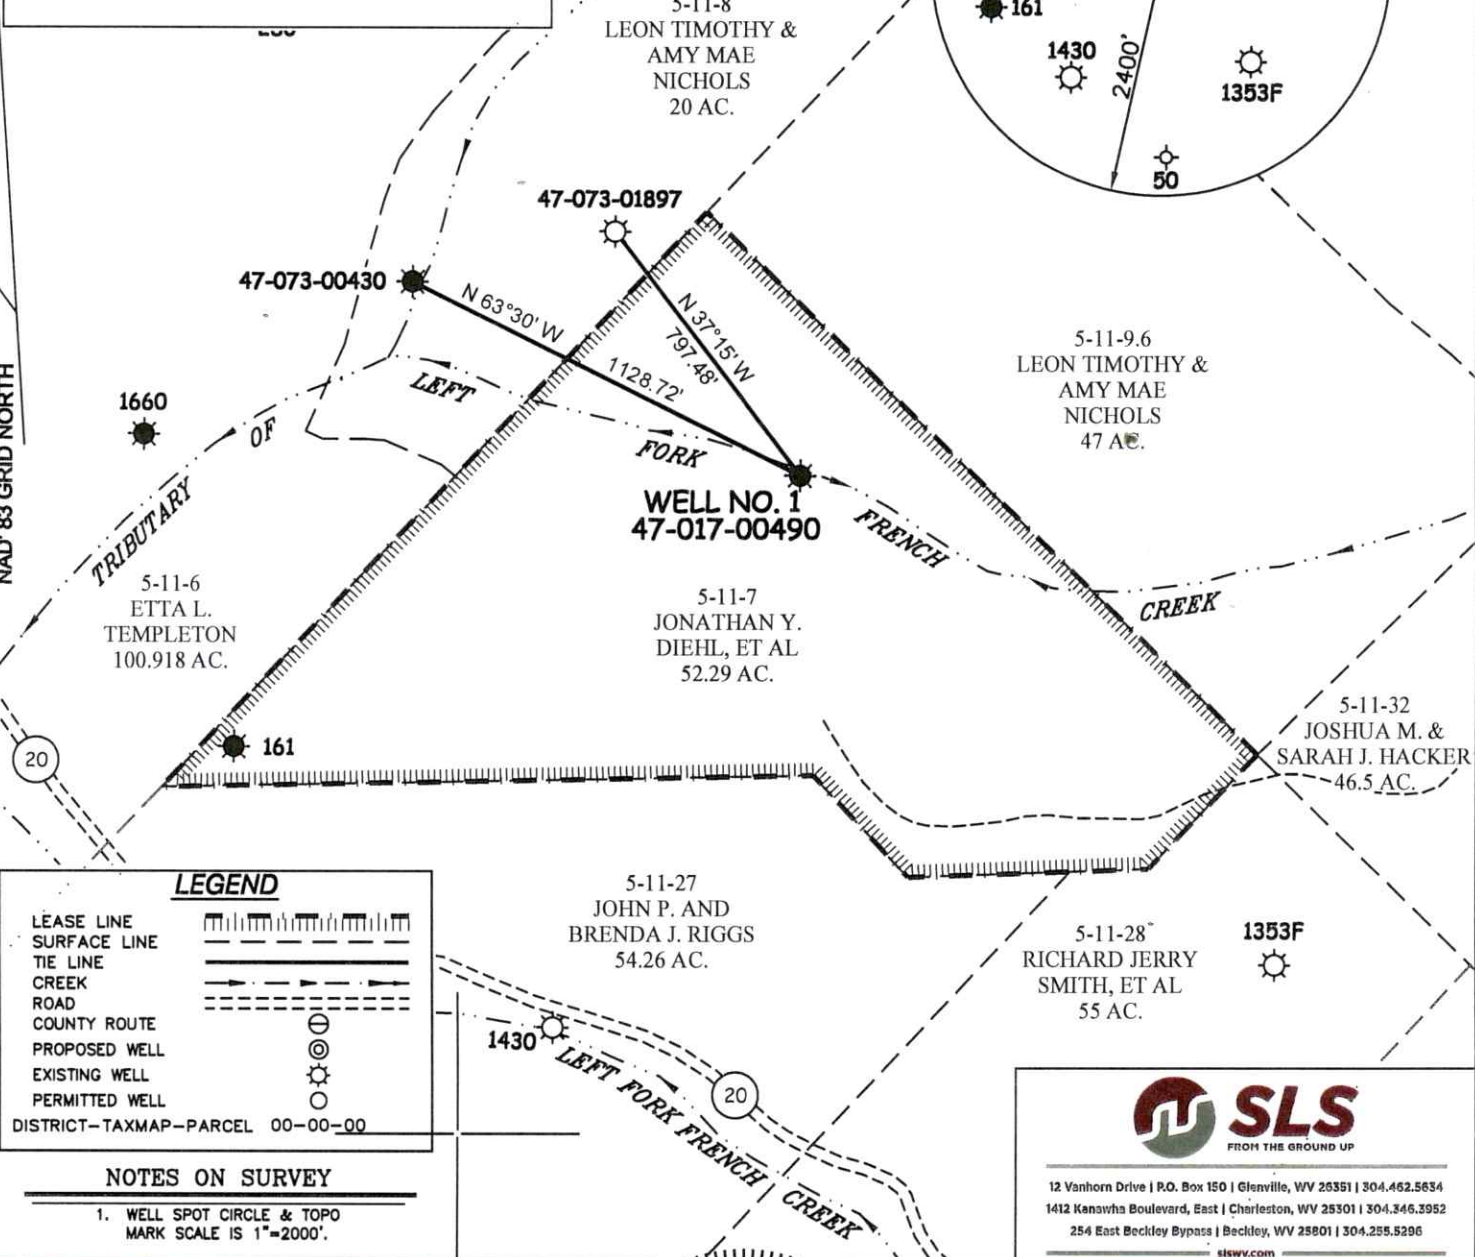 5-11-8
LEON TIMOTHY &
AMY MAE
NICHOLS
20 AC.
161
1430
2400'
1353F
50
47-073-01897
47-073-00430
N 63°30' W
1128.72'
N 37°15' W
797.48'
NAD' 83 GRID NORTH
1660
TRIBUTARY OF LEFT FORK FRENCH CREEK
WELL NO. 1
47-017-00490
5-11-9.6
LEON TIMOTHY &
AMY MAE
NICHOLS
47 AC.
5-11-6
ETTA L.
TEMPLETON
100.918 AC.
5-11-7
JONATHAN Y.
DIEHL, ET AL
52.29 AC.
5-11-32
JOSHUA M. &
SARAH J. HACKER
46.5 AC.
161
20
5-11-27
JOHN P. AND
BRENDA J. RIGGS
54.26 AC.
5-11-28
RICHARD JERRY
SMITH, ET AL
55 AC.
1353F
1430
LEFT FORK FRENCH CREEK
20
LEGEND
LEASE LINE
SURFACE LINE
TIE LINE
CREEK
ROAD
COUNTY ROUTE
PROPOSED WELL
EXISTING WELL
PERMITTED WELL
DISTRICT-TAXMAP-PARCEL 00-00-00
NOTES ON SURVEY
1. WELL SPOT CIRCLE & TOPO
MARK SCALE IS 1"=2000'.
SLS
FROM THE GROUND UP
12 Vanhorn Drive | P.O. Box 150 | Glenville, WV 26351 | 304.462.5634
1412 Kanawha Boulevard, East | Charleston, WV 25301 | 304.346.3952
254 East Beckley Bypass | Beckley, WV 25801 | 304.255.5296
slswv.com